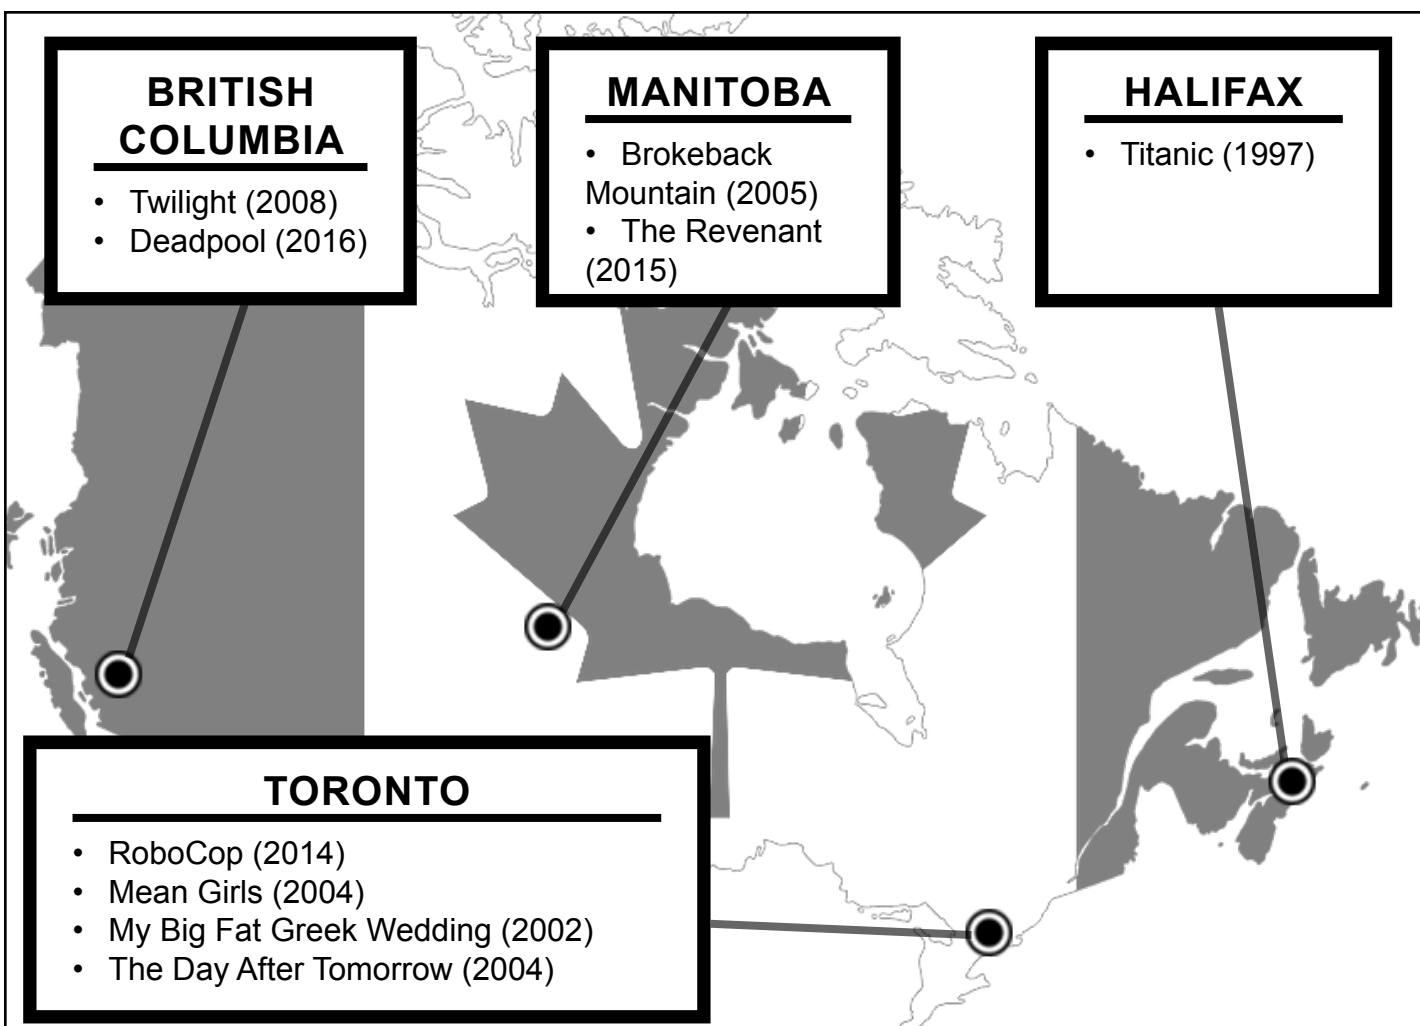 BRITISH
COLUMBIA
• Twilight (2008)
• Deadpool (2016)
MANITOBA
• Brokeback
Mountain (2005)
• The Revenant
(2015)
HALIFAX
• Titanic (1997)
TORONTO
• RoboCop (2014)
• Mean Girls (2004)
• My Big Fat Greek Wedding (2002)
• The Day After Tomorrow (2004)